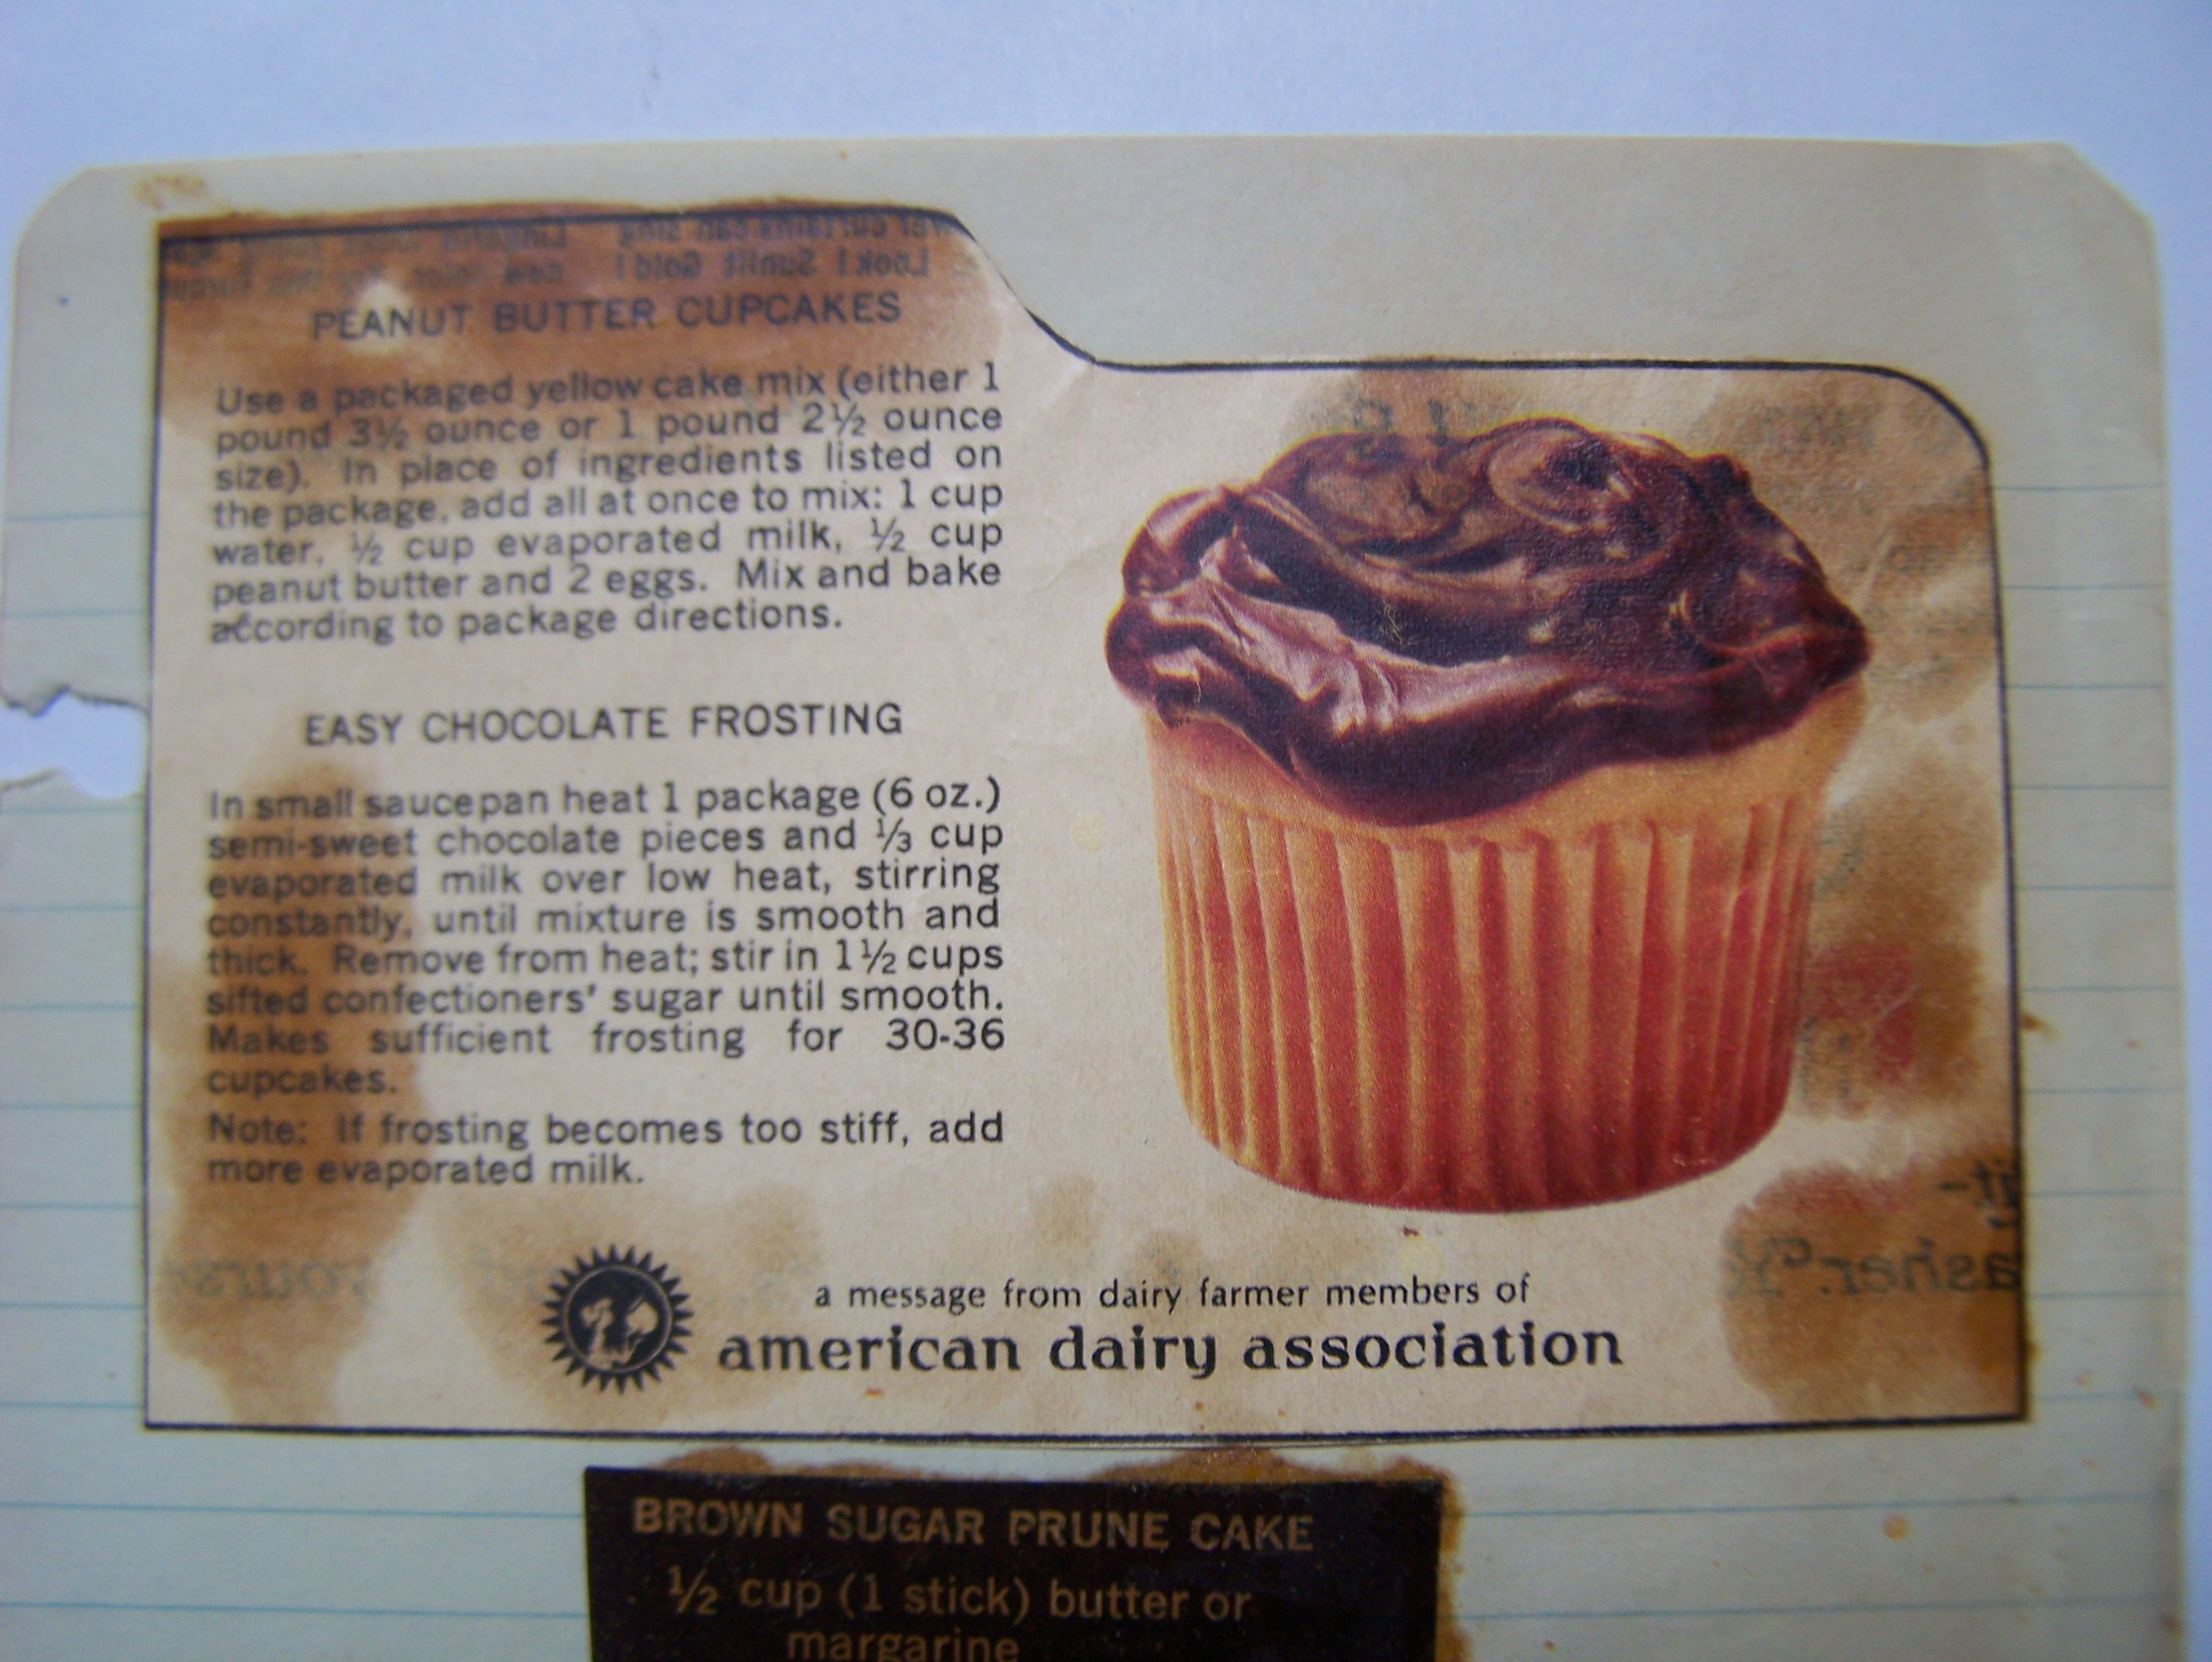 PEANUT BUTTER CUPCAKES
Use a packaged yellow cake mix (either 1
pound 3½ ounce or 1 pound 2½ ounce
size). In place of ingredients listed on
the package, add all at once to mix: 1 cup
water, ½ cup evaporated milk, ½ cup
peanut butter and 2 eggs. Mix and bake
according to package directions.
EASY CHOCOLATE FROSTING
In small saucepan heat 1 package (6 oz.)
semi-sweet chocolate pieces and ⅓ cup
evaporated milk over low heat, stirring
constantly, until mixture is smooth and
thick. Remove from heat; stir in 1½ cups
sifted confectioners' sugar until smooth.
Makes sufficient frosting for 30-36
cupcakes.
Note: If frosting becomes too stiff, add
more evaporated milk.
a message from dairy farmer members of
american dairy association
BROWN SUGAR PRUNE CAKE
½ cup (1 stick) butter or
margarine